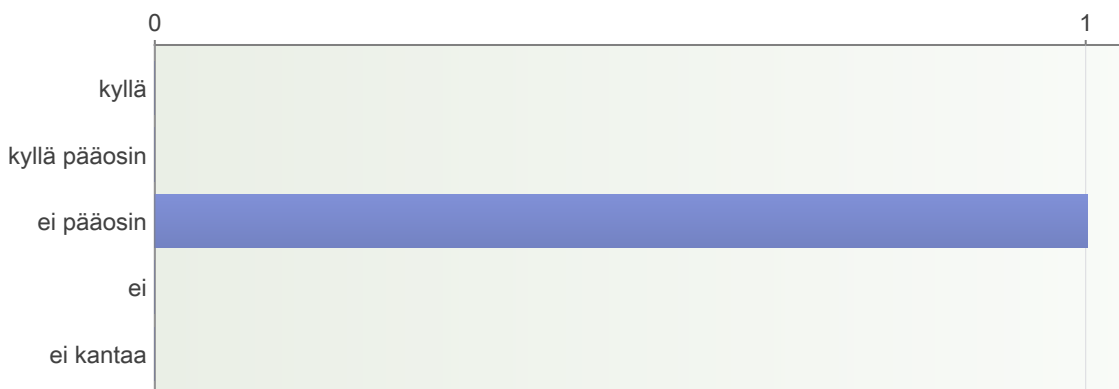 0 1
kyllä
kyllä pääosin
ei pääosin
ei
ei kantaa